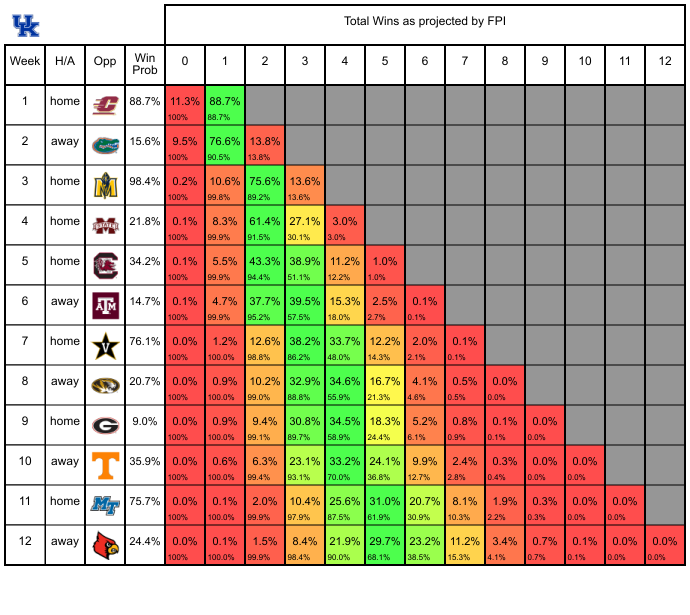 UK
Total Wins as projected by FPI
Week H/A Opp Win Prob 0 1 2 3 4 5 6 7 8 9 10 11 12
1 home C 88.7% 11.3% 88.7%
100% 88.7%
2 away Gators 15.6% 9.5% 76.6% 13.8%
100% 90.5% 13.8%
3 home M 98.4% 0.2% 10.6% 75.6% 13.6%
100% 99.8% 89.2% 13.6%
4 home M STATE 21.8% 0.1% 8.3% 61.4% 27.1% 3.0%
100% 99.9% 91.5% 30.1% 3.0%
5 home C 34.2% 0.1% 5.5% 43.3% 38.9% 11.2% 1.0%
100% 99.9% 94.4% 51.1% 12.2% 1.0%
6 away ATM 14.7% 0.1% 4.7% 37.7% 39.5% 15.3% 2.5% 0.1%
100% 99.9% 95.2% 57.5% 18.0% 2.7% 0.1%
7 home V 76.1% 0.0% 1.2% 12.6% 38.2% 33.7% 12.2% 2.0% 0.1%
100% 100.0% 98.8% 86.2% 48.0% 14.3% 2.1% 0.1%
8 away 20.7% 0.0% 0.9% 10.2% 32.9% 34.6% 16.7% 4.1% 0.5% 0.0%
100% 100.0% 99.0% 88.8% 55.9% 21.3% 4.6% 0.5% 0.0%
9 home G 9.0% 0.0% 0.9% 9.4% 30.8% 34.5% 18.3% 5.2% 0.8% 0.1% 0.0%
100% 100.0% 99.1% 89.7% 58.9% 24.4% 6.1% 0.9% 0.1% 0.0%
10 away T 35.9% 0.0% 0.6% 6.3% 23.1% 33.2% 24.1% 9.9% 2.4% 0.3% 0.0% 0.0%
100% 100.0% 99.4% 93.1% 70.0% 36.8% 12.7% 2.8% 0.4% 0.0% 0.0%
11 home MT 75.7% 0.0% 0.1% 2.0% 10.4% 25.6% 31.0% 20.7% 8.1% 1.9% 0.3% 0.0% 0.0%
100% 100.0% 99.9% 97.9% 87.5% 61.9% 30.9% 10.3% 2.2% 0.3% 0.0% 0.0%
12 away 24.4% 0.0% 0.1% 1.5% 8.4% 21.9% 29.7% 23.2% 11.2% 3.4% 0.7% 0.1% 0.0% 0.0%
100% 100.0% 99.9% 98.4% 90.0% 68.1% 38.5% 15.3% 4.1% 0.7% 0.1% 0.0% 0.0%